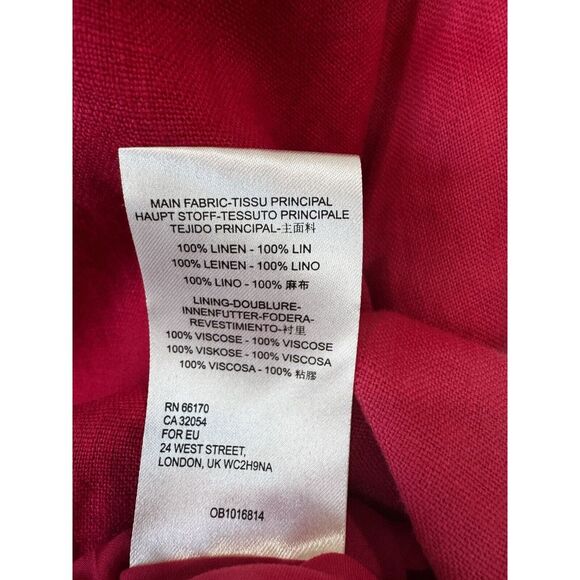 MAIN FABRIC-TISSU PRINCIPAL
HAUPT STOFF-TESSUTO PRINCIPALE
TEJIDO PRINCIPAL-主面料
100% LINEN - 100% LIN
100% LEINEN - 100% LINO
100% LINO - 100% 麻布
LINING-DOUBLURE-
INNENFUTTER-FODERA-
REVESTIMIENTO-衬里
100% VISCOSE - 100% VISCOSE
100% VISKOSE - 100% VISCOSA
100% VISCOSA - 100% 粘膠
RN 66170
CA 32054
FOR EU
24 WEST STREET,
LONDON, UK WC2H9NA
OB1016814